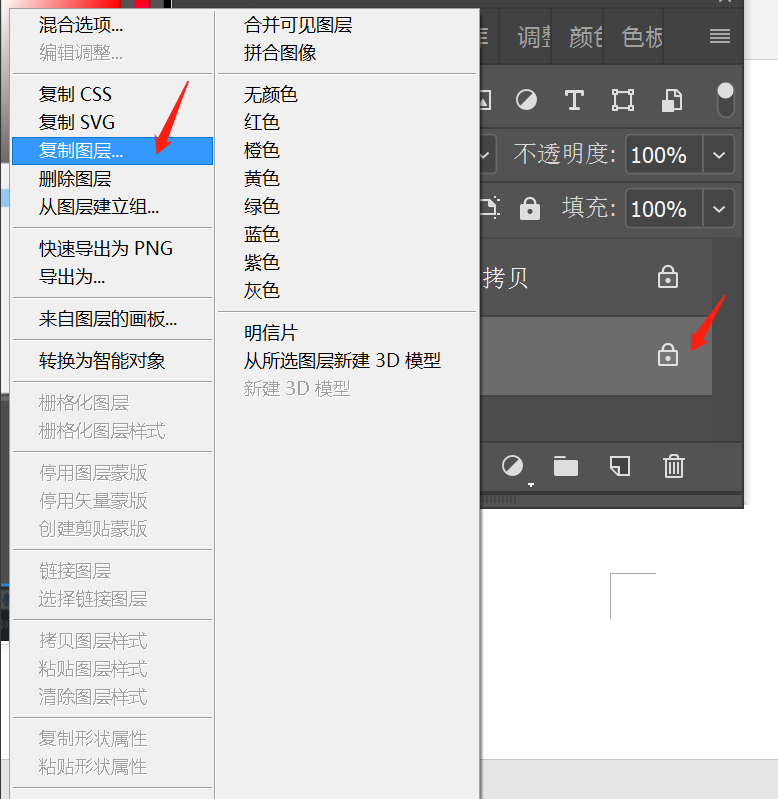 混合选项...
编辑调整...
复制 CSS
复制 SVG
复制图层...
删除图层
从图层建立组...
快速导出为 PNG
导出为...
来自图层的画板...
转换为智能对象
栅格化图层
栅格化图层样式
停用图层蒙版
停用矢量蒙版
创建剪贴蒙版
链接图层
选择链接图层
拷贝图层样式
粘贴图层样式
清除图层样式
复制形状属性
粘贴形状属性
合并可见图层
拼合图像
无颜色
红色
橙色
黄色
绿色
蓝色
紫色
灰色
明信片
从所选图层新建 3D 模型
新建 3D 模型
调整 颜色 色板
不透明度: 100%
填充: 100%
拷贝